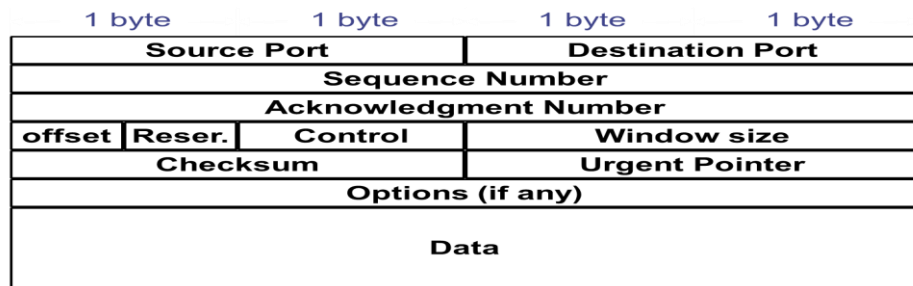 1 byte 1 byte 1 byte 1 byte
Source Port Destination Port
Sequence Number
Acknowledgment Number
offset Reser. Control Window size
Checksum Urgent Pointer
Options (if any)
Data